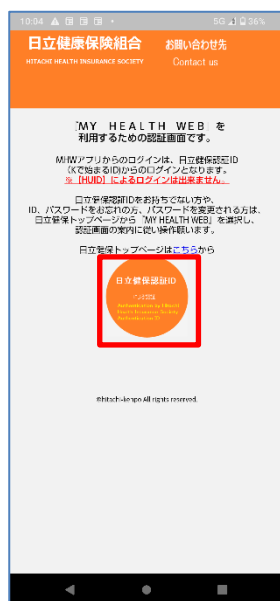 10:04
5G 36%
日立健康保険組合
HITACHI HEALTH INSURANCE SOCIETY
お問い合わせ先
Contact us
「MY HEALTH WEB」を
利用するための認証画面です。
MHWアプリからのログインは、日立健保認証ID
(Kで始まるID)からのログインとなります。
※【HUID】によるログインは出来ません。
日立健保認証IDをお持ちでない方や、
ID、パスワードをお忘れの方、パスワードを変更される方は、
日立健保トップページから「MY HEALTH WEB」を選択し、
認証画面の案内に従い操作願います。
日立健保トップページはこちらから
日立健保認証ID
Authentication by Hitachi
Health Insurance Society
Authentication ID
©hitachi-kenpo All rights reserved.